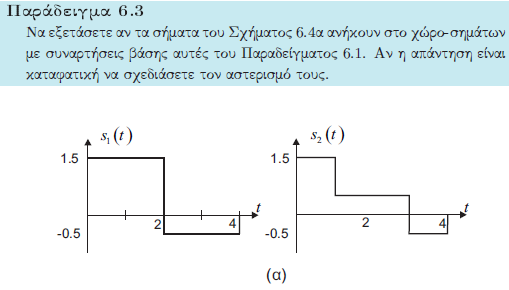 Παράδειγμα 6.3
Να εξετάσετε αν τα σήματα του Σχήματος 6.4α ανήκουν στο χώρο-σημάτων
με συναρτήσεις βάσης αυτές του Παραδείγματος 6.1. Αν η απάντηση είναι
καταφατική να σχεδιάσετε τον αστερισμό τους.
s₁(t) s₂(t)
1.5 1.5
t t
2 4 2 4
-0.5 -0.5
(α)